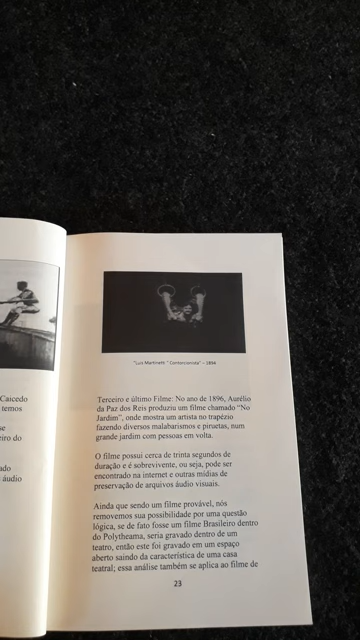 Caicedo
temos
se
eiro do
ado
áudio
"Luis Martinetti." Contorcionista" – 1894
Terceiro e último Filme: No ano de 1896, Aurélio
da Paz dos Reis produziu um filme chamado "No
Jardim", onde mostra um artista no trapézio
fazendo diversos malabarismos e piruetas, num
grande jardim com pessoas em volta.
O filme possui cerca de trinta segundos de
duração e é sobrevivente, ou seja, pode ser
encontrado na internet e outras mídias de
preservação de arquivos áudio visuais.
Ainda que sendo um filme provável, nós
removemos sua possibilidade por uma questão
lógica, se de fato fosse um filme Brasileiro dentro
do Polytheama, seria gravado dentro de um
teatro, então este foi gravado em um espaço
aberto saindo da característica de uma casa
teatral; essa análise também se aplica ao filme de
23